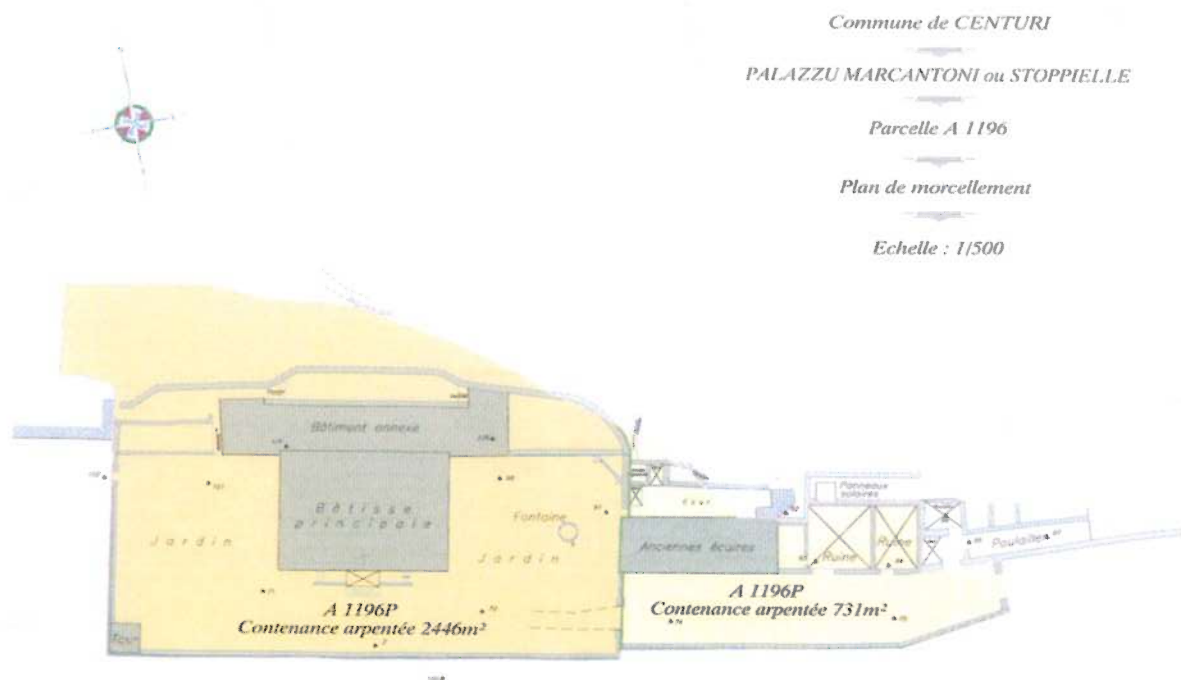 Commune de CENTURI
PALAZZU MARCANTONI ou STOPPIELLE
Parcelle A 1196
Plan de morcellement
Echelle : 1/500
Bâtiment annexe
Bâtisse
principale
Jardin
Fontaine
Jardin
Cour
Panneaux
solaires
Anciennes écuries
Ruine
Ruine
Poulailler
A 1196P
Contenance arpentée 2446m²
A 1196P
Contenance arpentée 731m²
Tour